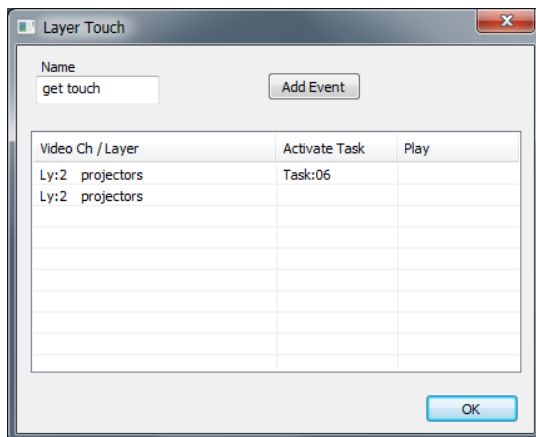 Layer Touch
Name
get touch
Add Event
Video Ch / Layer Activate Task Play
Ly:2 projectors Task:06
Ly:2 projectors
OK